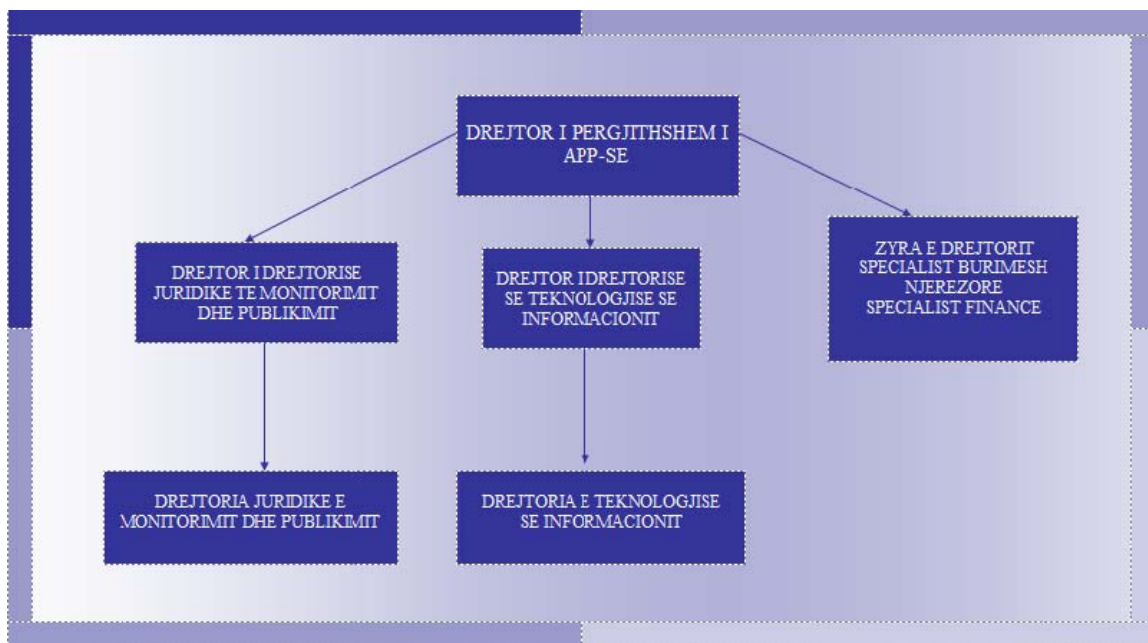 DREJTOR I PERGJITHSHEM I
APP-SE
DREJTOR I DREJTORISE
JURIDIKE TE MONITORIMIT
DHE PUBLIKIMIT
DREJTOR I DREJTORISE
SE TEKNOLOGJISE SE
INFORMACIONIT
ZYRA E DREJTORIT
SPECIALIST BURIMESH
NJEREZORE
SPECIALIST FINANCE
DREJTORIA JURIDIKE E
MONITORIMIT DHE PUBLIKIMIT
DREJTORIA E TEKNOLOGJISE
SE INFORMACIONIT